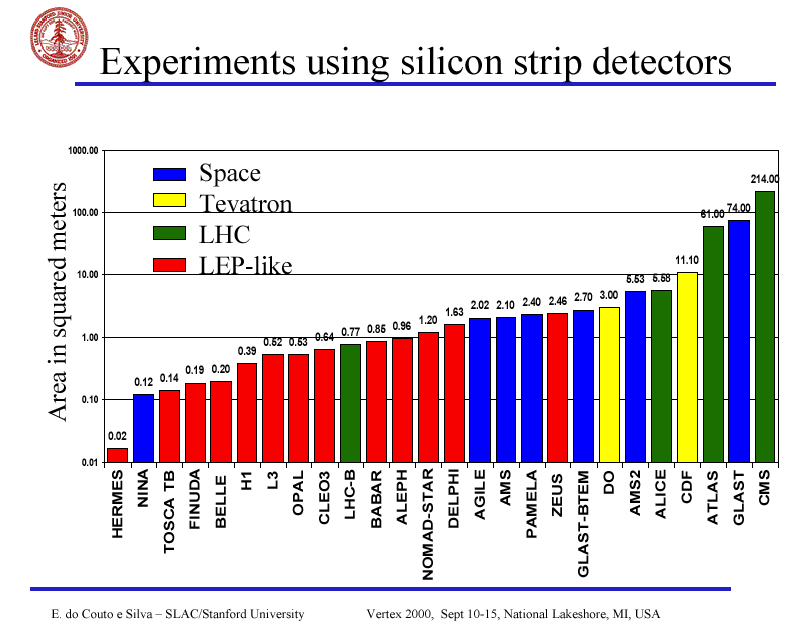 Experiments using silicon strip detectors
Area in squared meters
1000.00
100.00
10.00
1.00
0.10
0.01
Space
Tevatron
LHC
LEP-like
0.02
0.12
0.14
0.19
0.20
0.39
0.52
0.53
0.64
0.77
0.85
0.96
1.20
1.63
2.02
2.10
2.40
2.46
2.70
3.00
5.53
5.58
11.10
61.00
74.00
214.00
HERMES
NINA
TOSCA TB
FINUDA
BELLE
H1
L3
OPAL
CLEO3
LHC-B
BABAR
ALEPH
NOMAD-STAR
DELPHI
AGILE
AMS
PAMELA
ZEUS
GLAST-BTEM
DO
AMS2
ALICE
CDF
ATLAS
GLAST
CMS
E. do Couto e Silva – SLAC/Stanford University
Vertex 2000, Sept 10-15, National Lakeshore, MI, USA